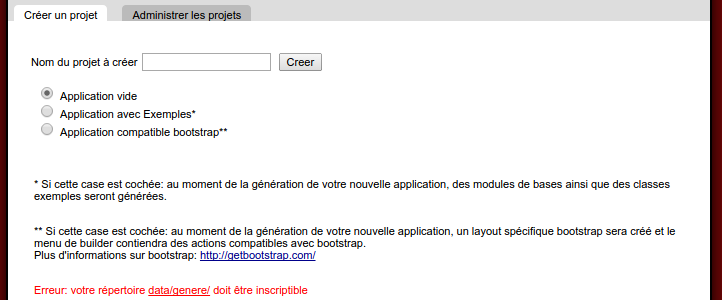 Créer un projet
Administrer les projets
Nom du projet à créer
Creer
Application vide
Application avec Exemples*
Application compatible bootstrap**
* Si cette case est cochée: au moment de la génération de votre nouvelle application, des modules de bases ainsi que des classes
exemples seront générées.
** Si cette case est cochée: au moment de la génération de votre nouvelle application, un layout spécifique bootstrap sera créé et le
menu de builder contiendra des actions compatibles avec bootstrap.
Plus d'informations sur bootstrap: http://getbootstrap.com/
Erreur: votre répertoire data/genere/ doit être inscriptible